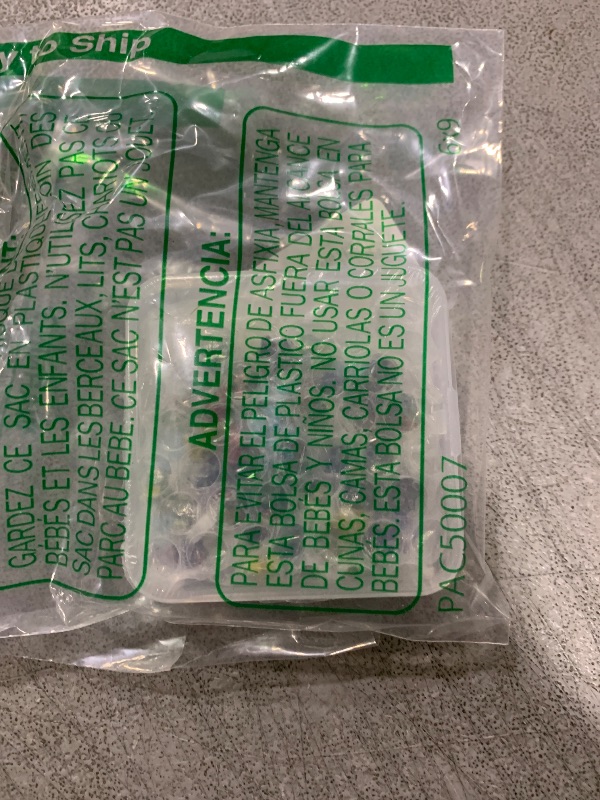 y to Ship
GARDEZ CE SAC EN PLASTIQUE LOIN DES
BÉBÉS ET LES ENFANTS. N'UTILISEZ PAS CE
SAC DANS LES BERCEAUX, LITS, CHARIOTS OU
PARC AU BEBE. CE SAC N'EST PAS UN JOUET.
ADVERTENCIA:
PARA EVITAR EL PELIGRO DE ASFIXIA MANTENGA
ESTA BOLSA DE PLASTICO FUERA DEL ALCANCE
DE BEBÉS Y NIÑOS. NO USAR ESTA BOLSA EN
CUNAS, CAMAS, CARRIOLAS O CORRALES PARA
BEBÉS. ESTA BOLSA NO ES UN JUGUETE.
PAC50007